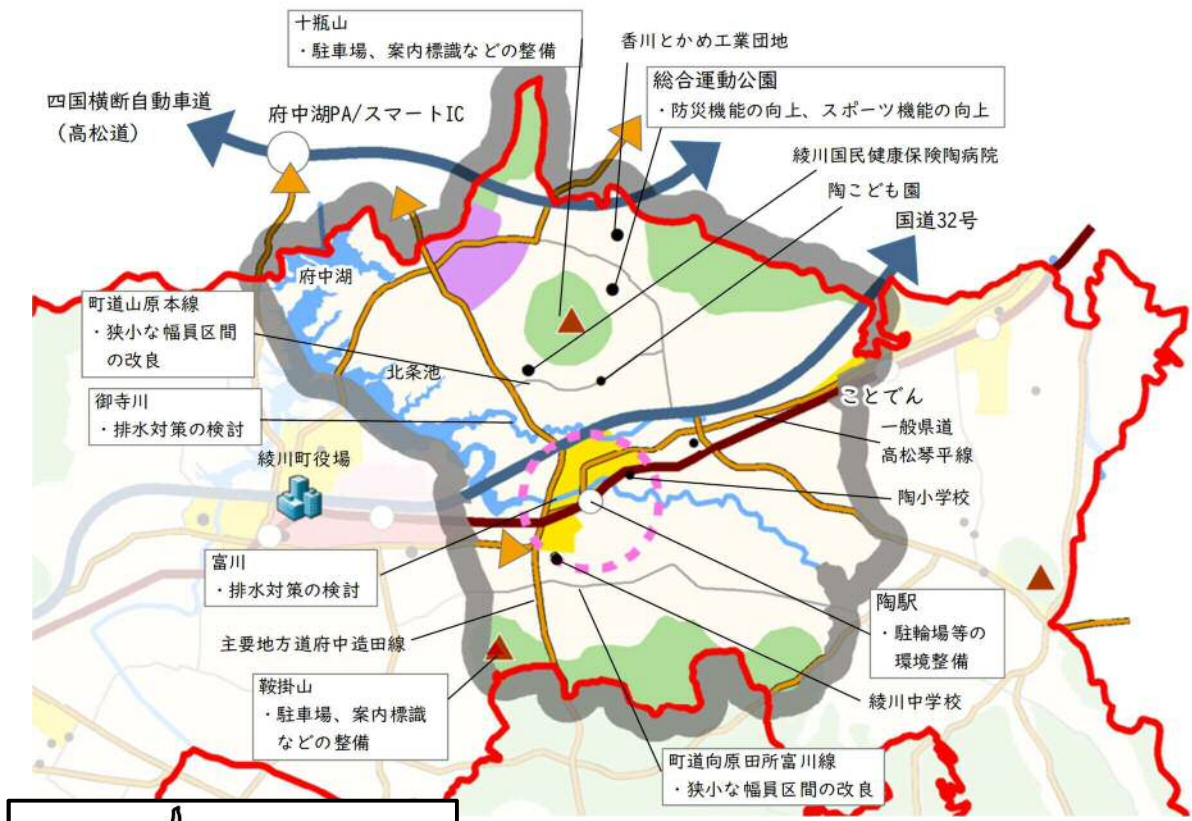 十瓶山
・駐車場、案内標識などの整備
香川とかめ工業団地
総合運動公園
・防災機能の向上、スポーツ機能の向上
四国横断自動車道
(高松道)
府中湖PA/スマートIC
綾川国民健康保険陶病院
陶こども園
国道32号
府中湖
町道山原本線
・狭小な幅員区間
の改良
北条池
御寺川
・排水対策の検討
ことでん
一般県道
高松琴平線
綾川町役場
陶小学校
富川
・排水対策の検討
陶駅
・駐輪場等の
環境整備
主要地方道府中造田線
鞍掛山
・駐車場、案内標識
などの整備
綾川中学校
町道向原田所富川線
・狭小な幅員区間の改良